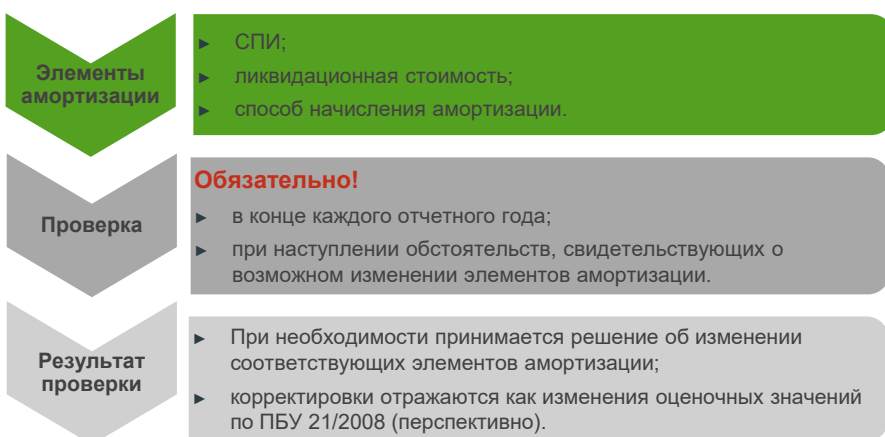 Элементы
амортизации
► СПИ;
► ликвидационная стоимость;
► способ начисления амортизации.
Проверка
Обязательно!
► в конце каждого отчетного года;
► при наступлении обстоятельств, свидетельствующих о
возможном изменении элементов амортизации.
Результат
проверки
► При необходимости принимается решение об изменении
соответствующих элементов амортизации;
► корректировки отражаются как изменения оценочных значений
по ПБУ 21/2008 (перспективно).